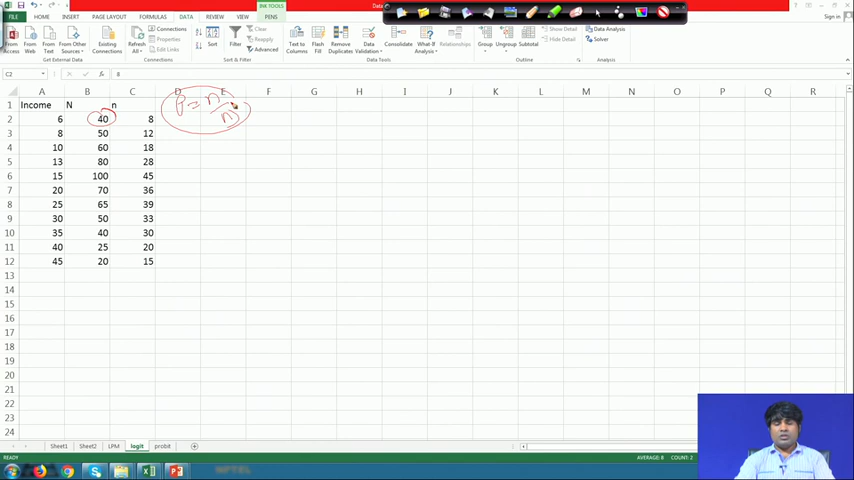 INK TOOLS
Data
Sign in
FILE HOME INSERT PAGE LAYOUT FORMULAS DATA REVIEW VIEW PENS
From Access
From Web
From Text
From Other Sources
Existing Connections
Connections
Properties
Edit Links
Refresh All
Sort
Filter
Clear
Reapply
Advanced
Text to Columns
Flash Fill
Remove Duplicates
Data Validation
Consolidate
What-If Analysis
Relationships
Group
Ungroup
Subtotal
Show Detail
Hide Detail
Data Analysis
Solver
Get External Data
Connections
Sort & Filter
Data Tools
Outline
Analysis
C2 fx 8
A B C D E F G H I J K L M N O P Q R
1 Income N n
P = n/N
2 6 40 8
3 8 50 12
4 10 60 18
5 13 80 28
6 15 100 45
7 20 70 36
8 25 65 39
9 30 50 33
10 35 40 30
11 40 25 20
12 45 20 15
13
14
15
16
17
18
19
20
21
22
23
24
Sheet1 Sheet2 LPM logit probit
READY
AVERAGE: 8 COUNT: 2
NPTEL